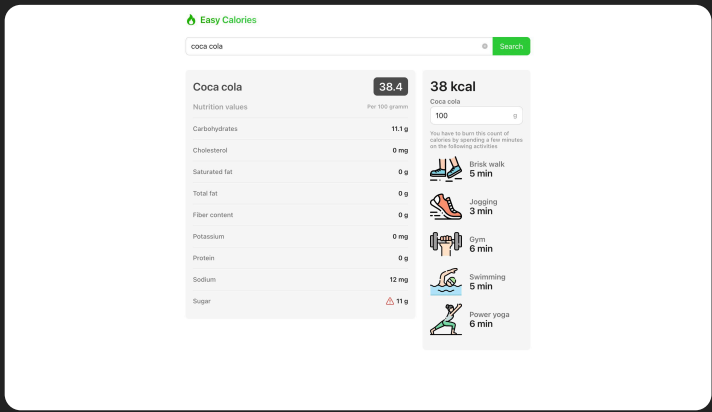 Easy Calories
coca cola
Search
Coca cola
38.4
Nutrition values
Per 100 gramm
Carbohydrates
11.1 g
Cholesterol
0 mg
Saturated fat
0 g
Total fat
0 g
Fiber content
0 g
Potassium
0 mg
Protein
0 g
Sodium
12 mg
Sugar
11 g
38 kcal
Coca cola
100
g
You have to burn this count of
calories by spending a few minutes
on the following activities
Brisk walk
5 min
Jogging
3 min
Gym
6 min
Swimming
5 min
Power yoga
6 min